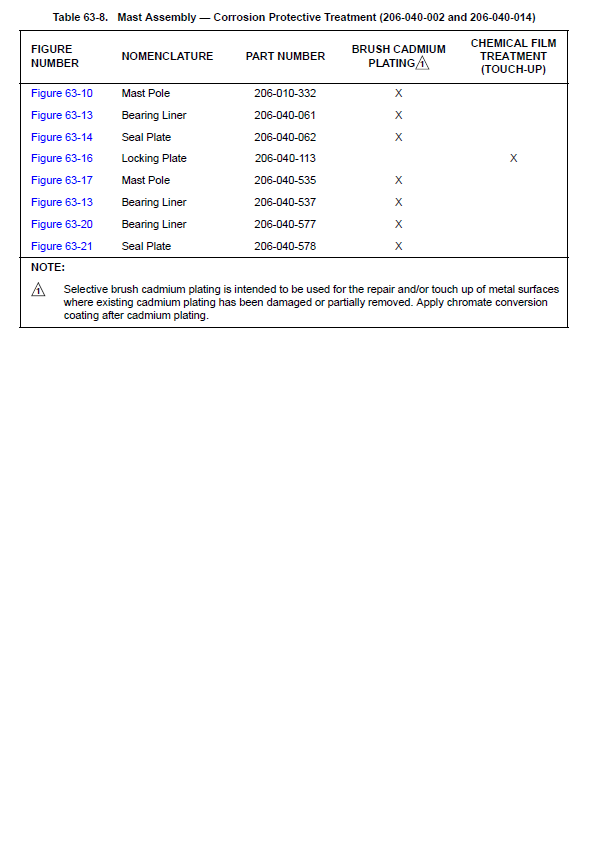 Table 63-8. Mast Assembly — Corrosion Protective Treatment (206-040-002 and 206-040-014)
FIGURE NUMBER NOMENCLATURE PART NUMBER BRUSH CADMIUM PLATING 1 CHEMICAL FILM TREATMENT (TOUCH-UP)
Figure 63-10 Mast Pole 206-010-332 X
Figure 63-13 Bearing Liner 206-040-061 X
Figure 63-14 Seal Plate 206-040-062 X
Figure 63-16 Locking Plate 206-040-113 X
Figure 63-17 Mast Pole 206-040-535 X
Figure 63-13 Bearing Liner 206-040-537 X
Figure 63-20 Bearing Liner 206-040-577 X
Figure 63-21 Seal Plate 206-040-578 X
NOTE:
1 Selective brush cadmium plating is intended to be used for the repair and/or touch up of metal surfaces
where existing cadmium plating has been damaged or partially removed. Apply chromate conversion
coating after cadmium plating.